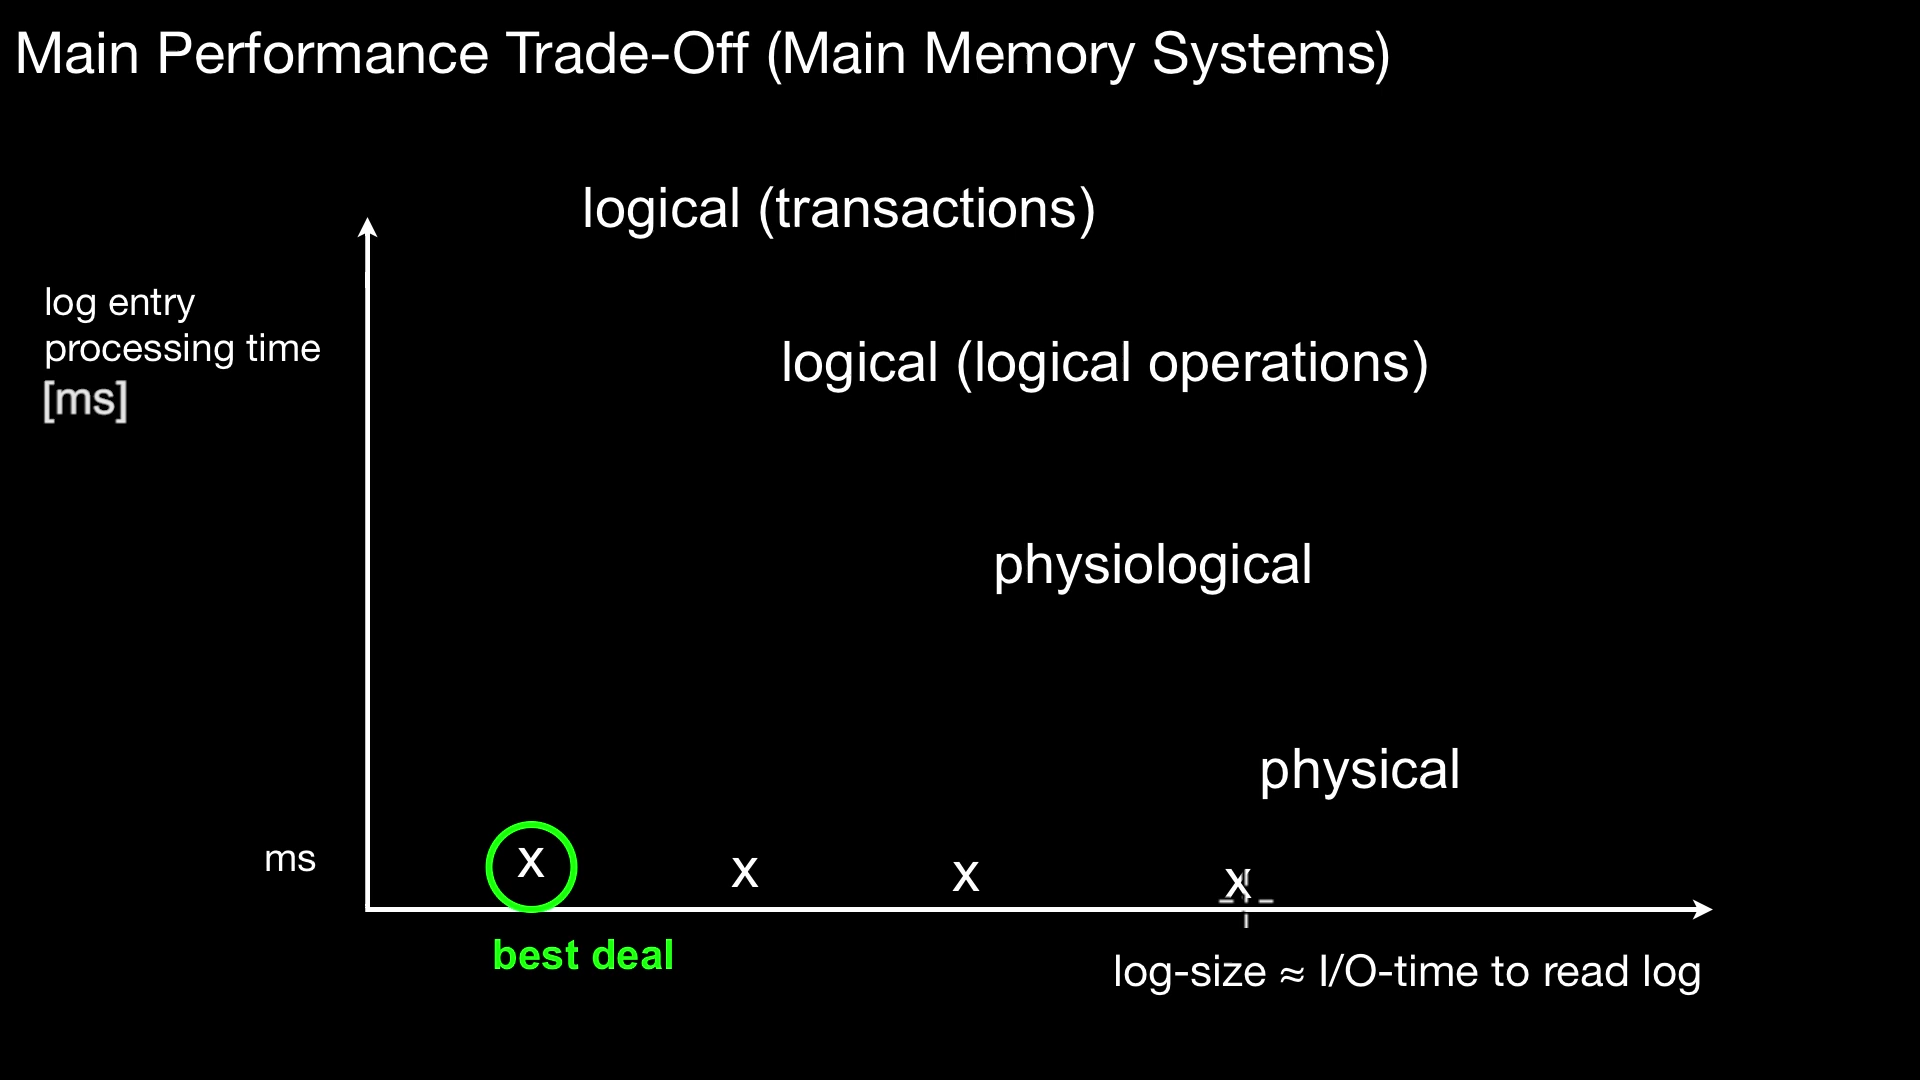 Main Performance Trade-Off (Main Memory Systems)
logical (transactions)
log entry
processing time
[ms]
logical (logical operations)
physiological
physical
ms
x
x
x
x
best deal
log-size ≈ I/O-time to read log